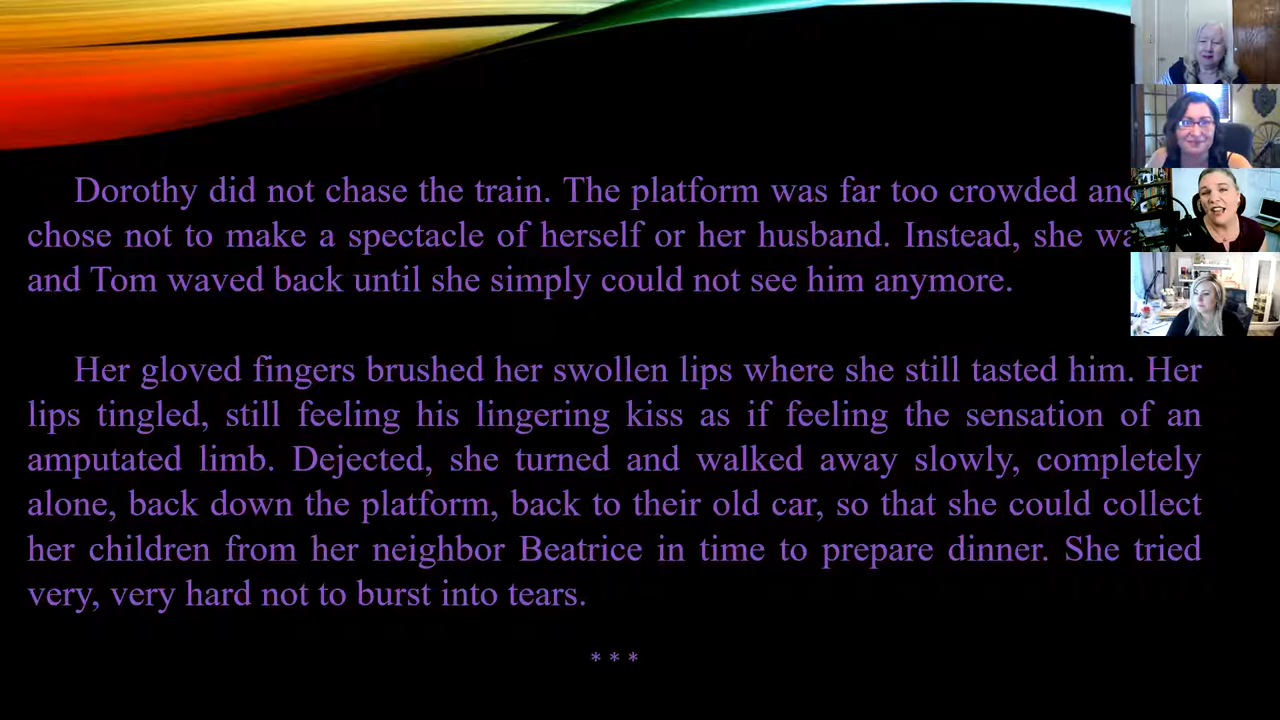 Dorothy did not chase the train. The platform was far too crowded and
chose not to make a spectacle of herself or her husband. Instead, she
and Tom waved back until she simply could not see him anymore.
Her gloved fingers brushed her swollen lips where she still tasted him. Her
lips tingled, still feeling his lingering kiss as if feeling the sensation of an
amputated limb. Dejected, she turned and walked away slowly, completely
alone, back down the platform, back to their old car, so that she could collect
her children from her neighbor Beatrice in time to prepare dinner. She tried
very, very hard not to burst into tears.
* * *